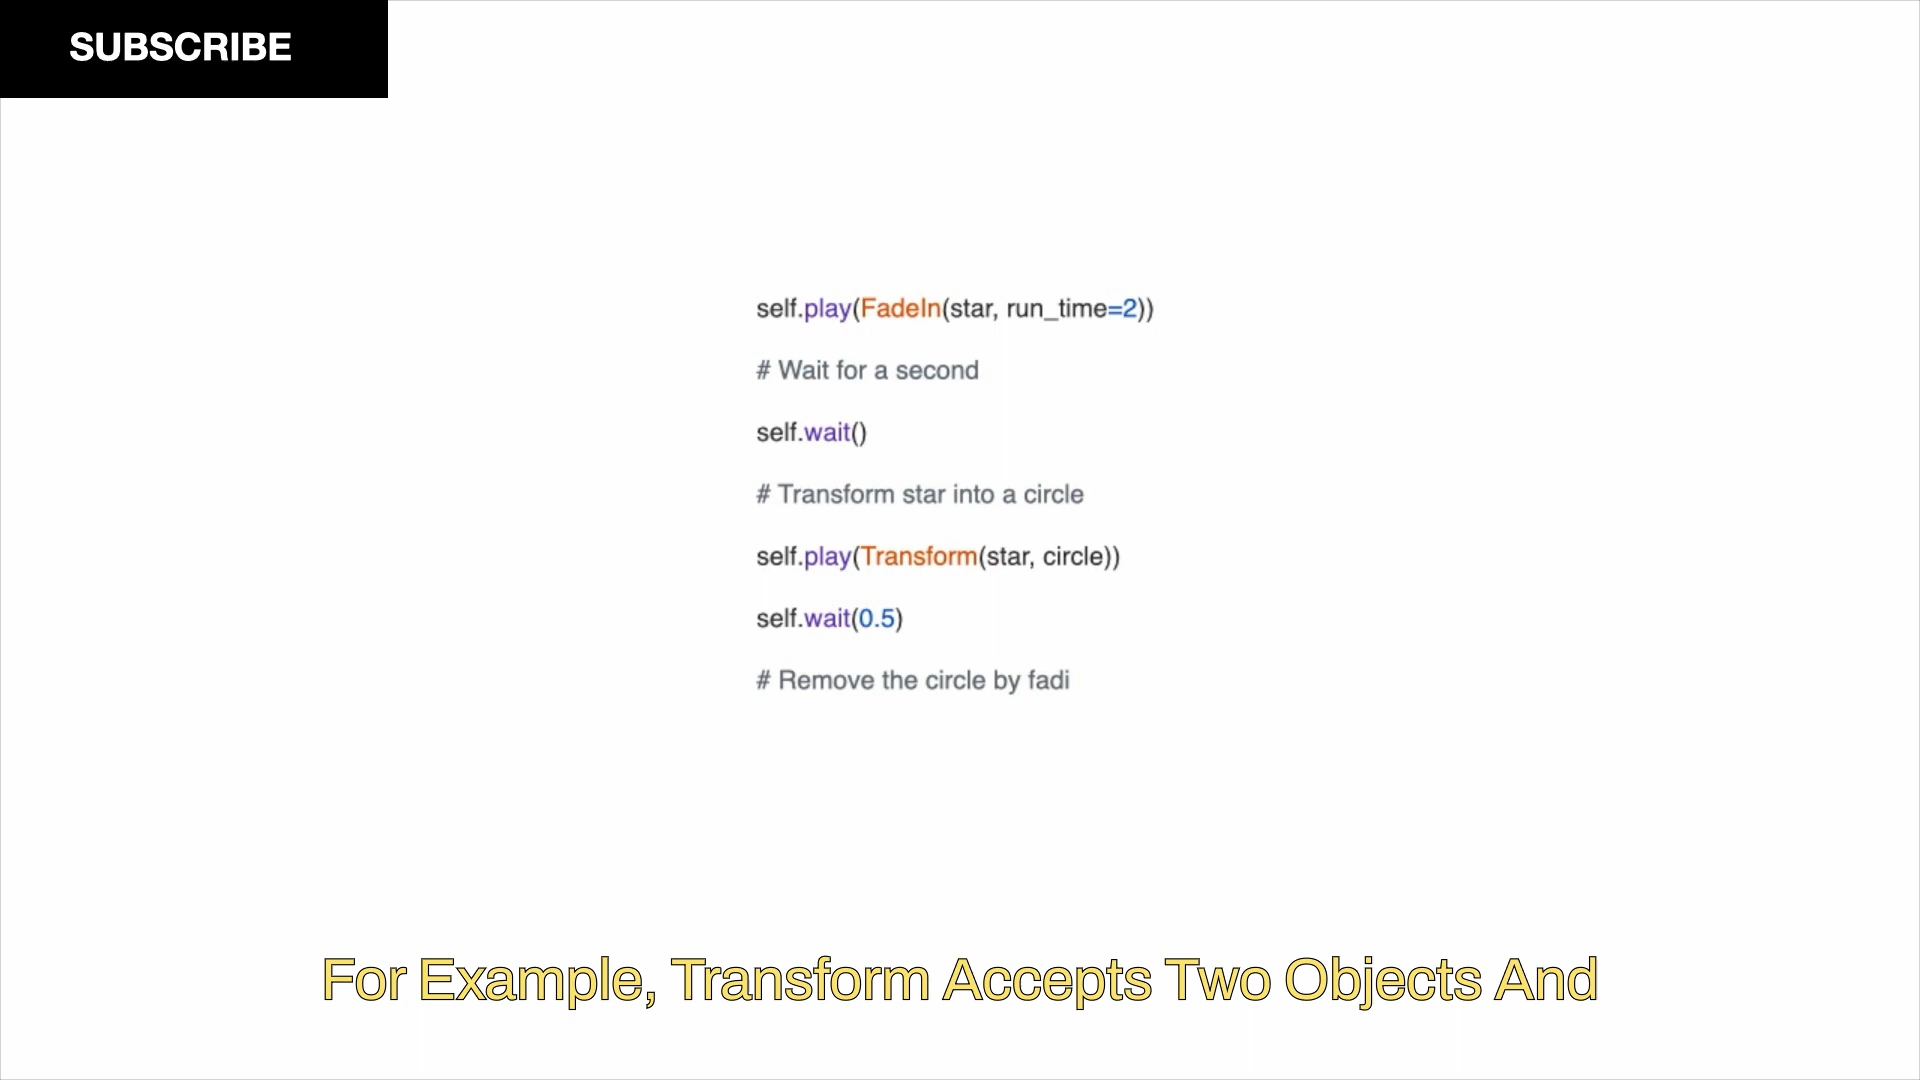 SUBSCRIBE
self.play(FadeIn(star, run_time=2))
# Wait for a second
self.wait()
# Transform star into a circle
self.play(Transform(star, circle))
self.wait(0.5)
# Remove the circle by fadi
For Example, Transform Accepts Two Objects And